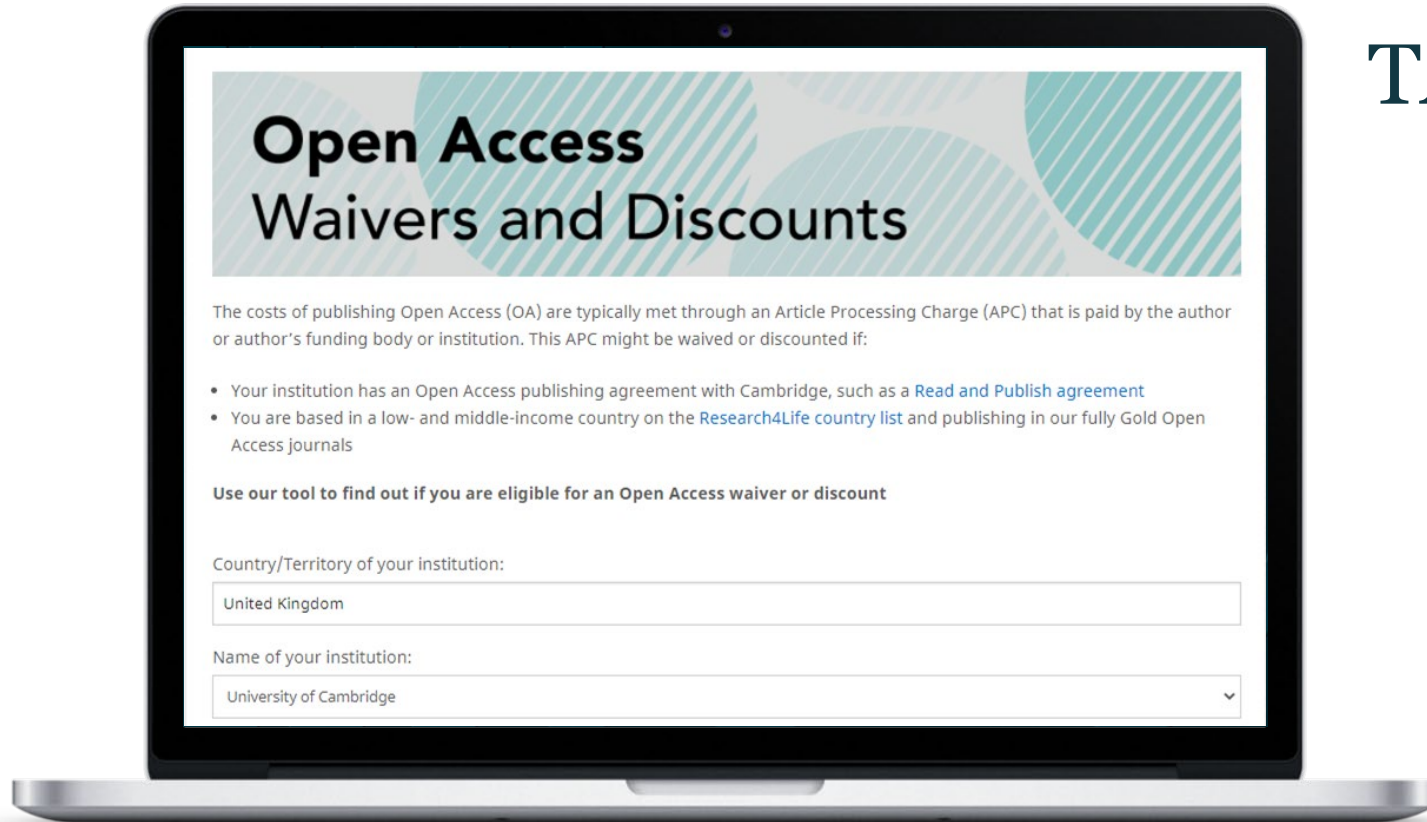 Open Access
Waivers and Discounts
The costs of publishing Open Access (OA) are typically met through an Article Processing Charge (APC) that is paid by the author
or author's funding body or institution. This APC might be waived or discounted if:
• Your institution has an Open Access publishing agreement with Cambridge, such as a Read and Publish agreement
• You are based in a low- and middle-income country on the Research4Life country list and publishing in our fully Gold Open
Access journals
Use our tool to find out if you are eligible for an Open Access waiver or discount
Country/Territory of your institution:
United Kingdom
Name of your institution:
University of Cambridge